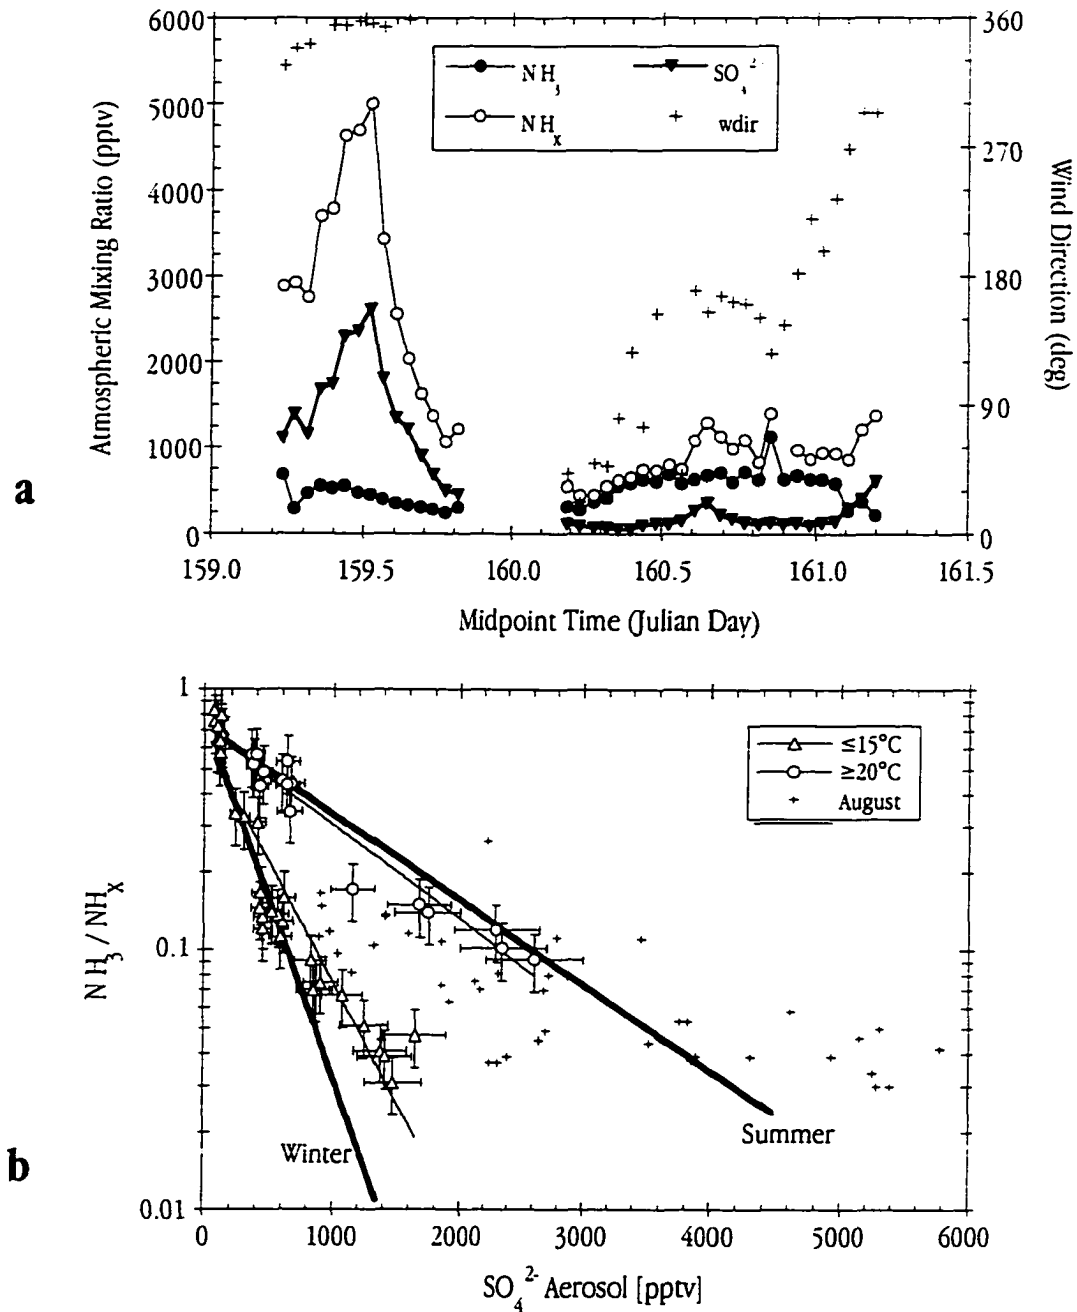 6000
5000
4000
3000
2000
1000
0
Atmospheric Mixing Ratio (pptv)
NH3
NHx
SO4 2-
wdir
360
270
180
90
0
Wind Direction (deg)
a
159.0 159.5 160.0 160.5 161.0 161.5
Midpoint Time (Julian Day)
1
0.1
0.01
NH3 / NHx
≤15°C
≥20°C
August
Winter
Summer
b
0 1000 2000 3000 4000 5000 6000
SO4 2- Aerosol [pptv]